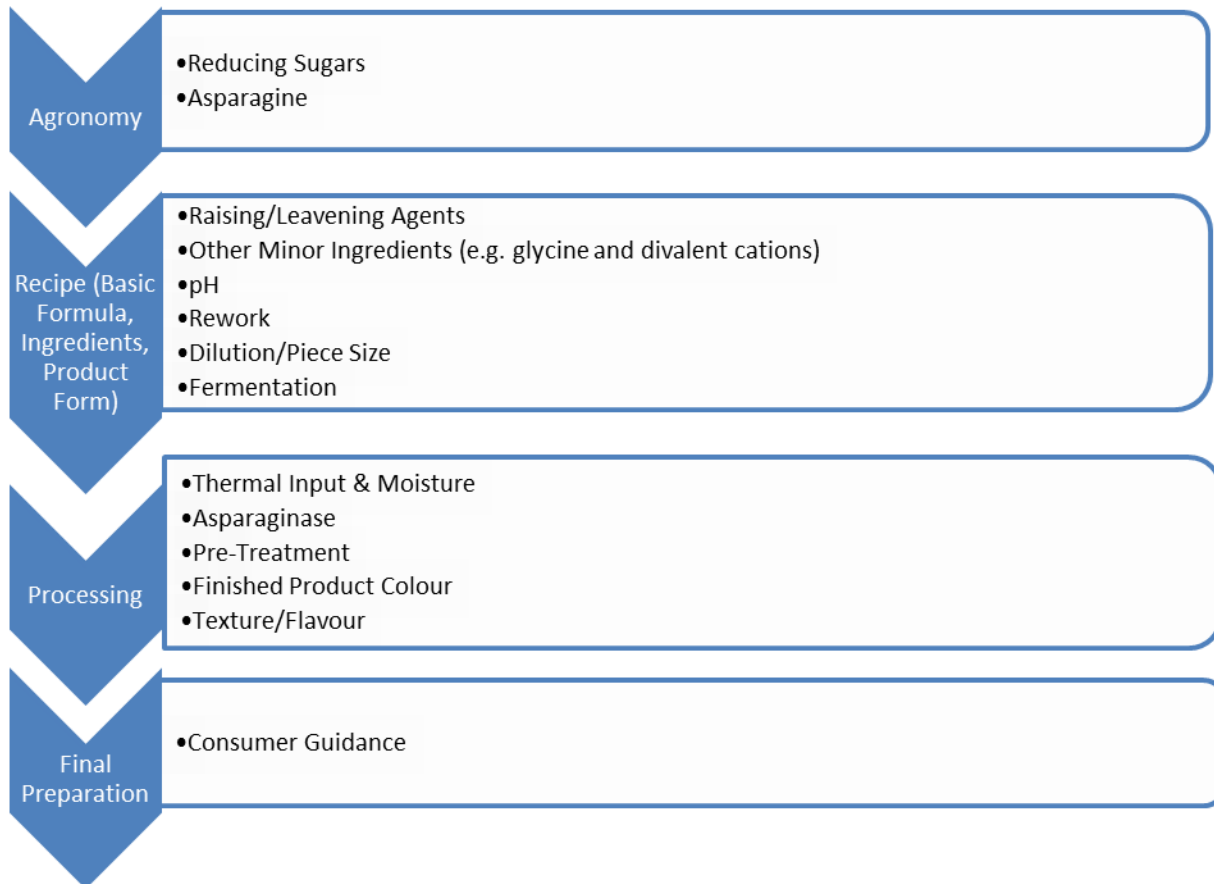 Agronomy
•Reducing Sugars
•Asparagine
Recipe (Basic
Formula,
Ingredients,
Product
Form)
•Raising/Leavening Agents
•Other Minor Ingredients (e.g. glycine and divalent cations)
•pH
•Rework
•Dilution/Piece Size
•Fermentation
Processing
•Thermal Input & Moisture
•Asparaginase
•Pre-Treatment
•Finished Product Colour
•Texture/Flavour
Final
Preparation
•Consumer Guidance